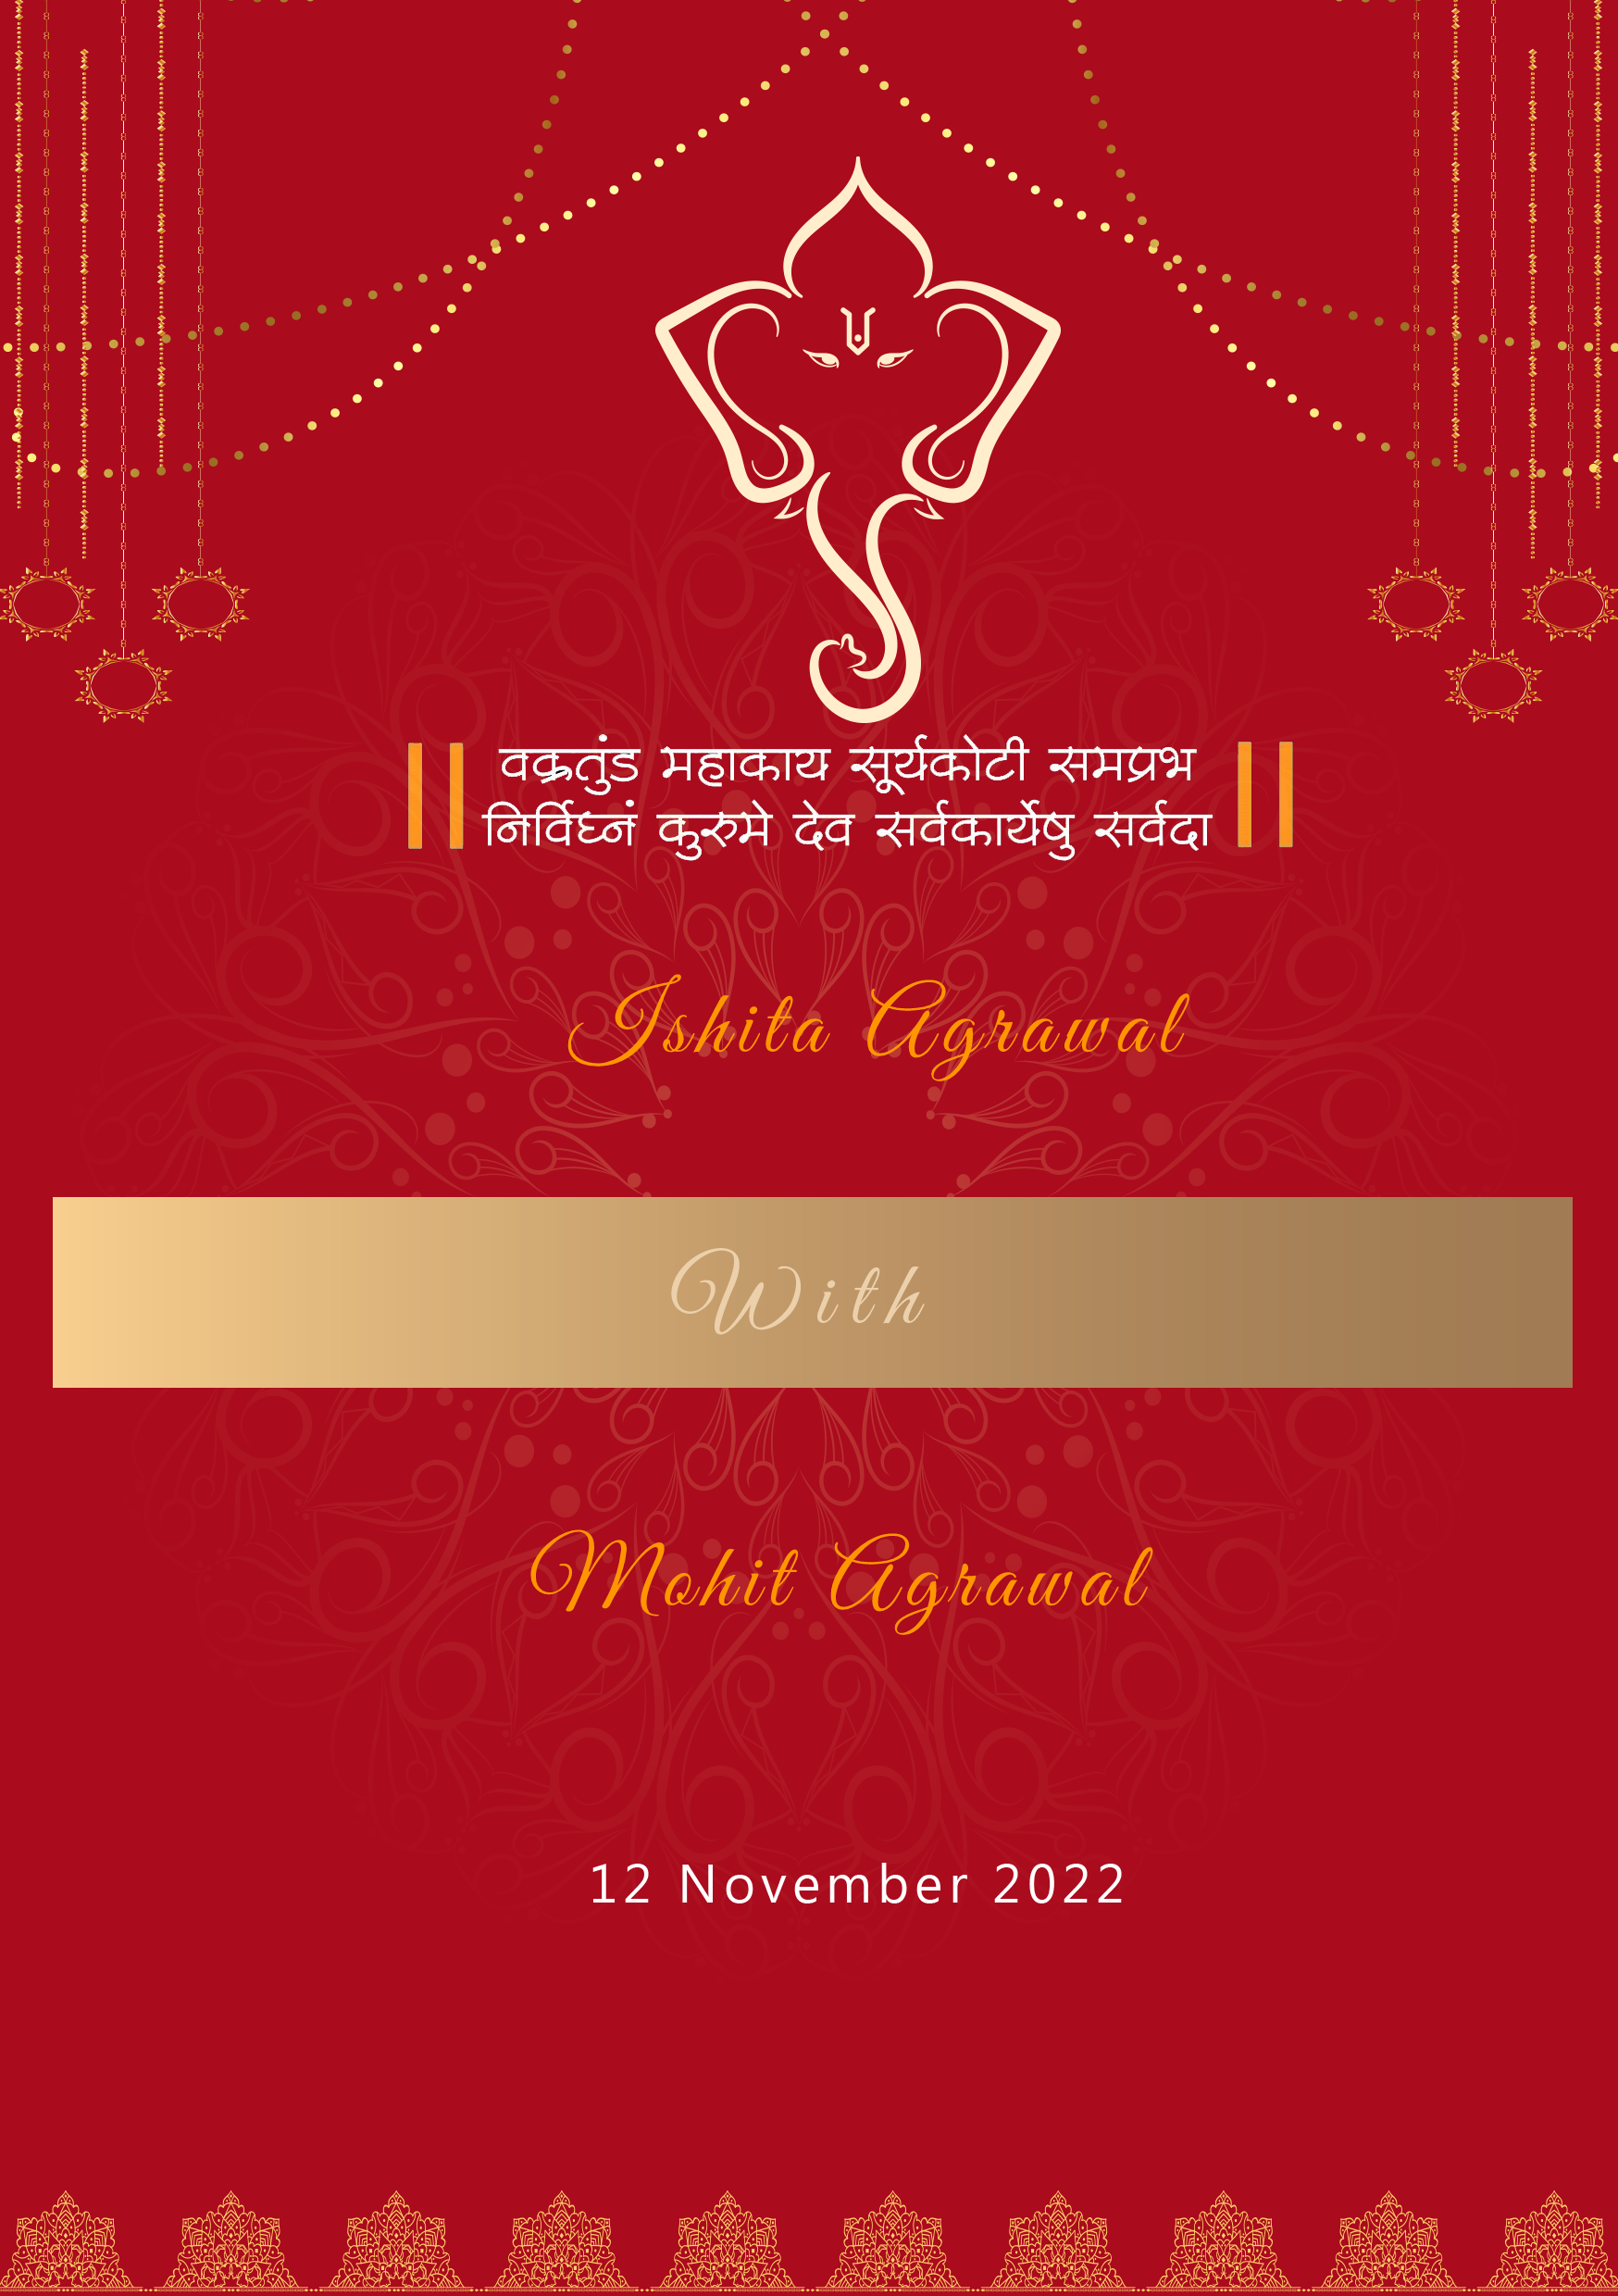 || वक्रतुंड महाकाय सूर्यकोटी समप्रभ
निर्विघ्नं कुरुमे देव सर्वकार्येषु सर्वदा ||
Ishita Agrawal
With
Mohit Agrawal
12 November 2022